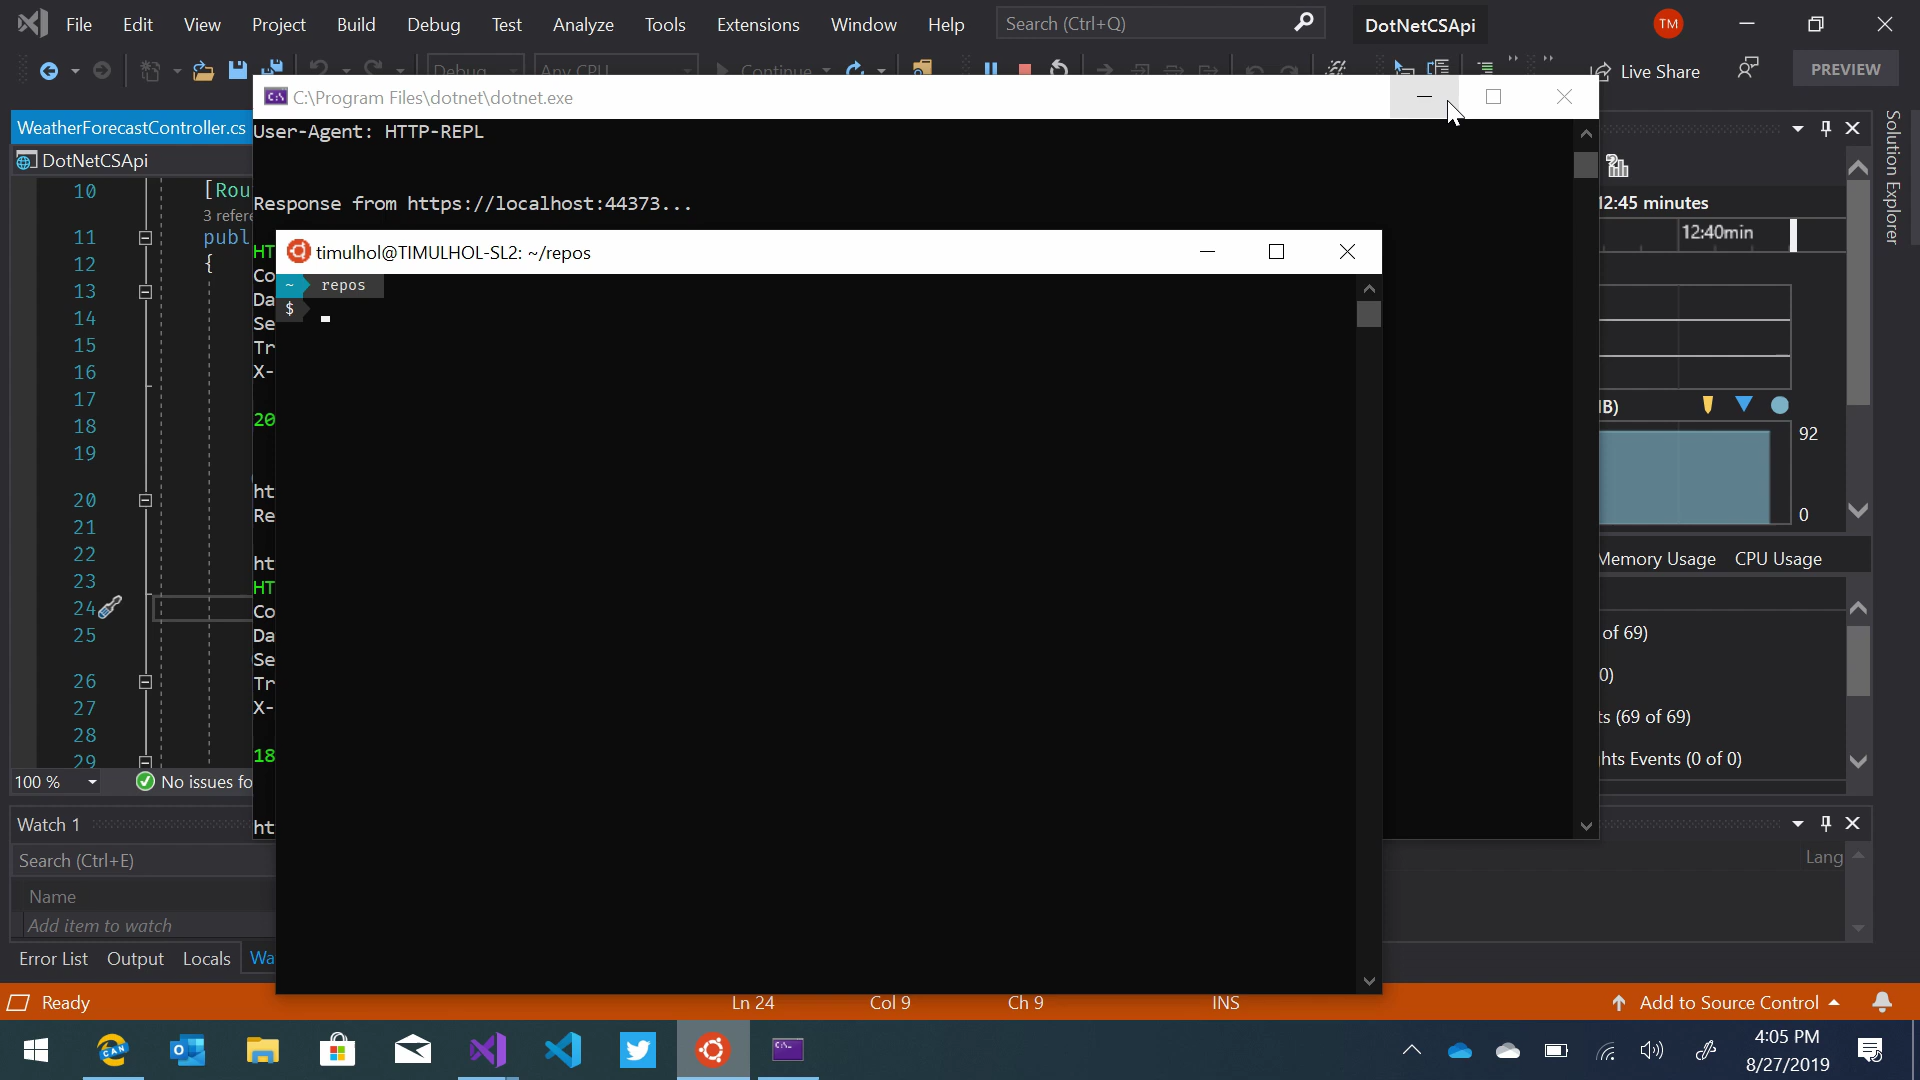 File Edit View Project Build Debug Test Analyze Tools Extensions Window Help Search (Ctrl+Q) DotNetCSApi TM
Debug Any CPU Continue Live Share PREVIEW
C:\Program Files\dotnet\dotnet.exe
WeatherForecastController.cs
User-Agent: HTTP-REPL
DotNetCSApi
10 [Rou
Response from https://localhost:44373...
12:45 minutes
3 refere
12:40min
11 publ
HT
timulhol@TIMULHOL-SL2: ~/repos
12 {
Co
~ repos
13
Da
$
14
Se
15
Tr
16
X-
17
18
20
IB)
92
19
20
ht
21
Re
0
22
ht
Memory Usage CPU Usage
23
HT
24
Co
25
Da
of 69)
Se
0)
26
Tr
27
X-
ts (69 of 69)
28
18
29
hts Events (0 of 0)
100 % No issues fo
Watch 1
ht
Search (Ctrl+E)
Lang
Name
Add item to watch
Error List Output Locals Wa
Ready Ln 24 Col 9 Ch 9 INS Add to Source Control
CAN
C:\_
4:05 PM
8/27/2019
Solution Explorer